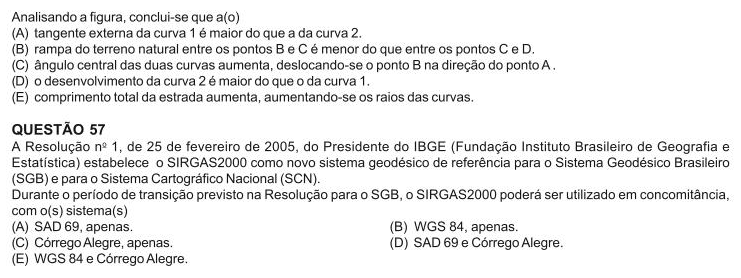 Analisando a figura, conclui-se que a(o)
(A) tangente externa da curva 1 é maior do que a da curva 2.
(B) rampa do terreno natural entre os pontos B e C é menor do que entre os pontos C e D.
(C) ângulo central das duas curvas aumenta, deslocando-se o ponto B na direção do ponto A .
(D) o desenvolvimento da curva 2 é maior do que o da curva 1.
(E) comprimento total da estrada aumenta, aumentando-se os raios das curvas.
QUESTÃO 57
A Resolução nº 1, de 25 de fevereiro de 2005, do Presidente do IBGE (Fundação Instituto Brasileiro de Geografia e
Estatística) estabelece o SIRGAS2000 como novo sistema geodésico de referência para o Sistema Geodésico Brasileiro
(SGB) e para o Sistema Cartográfico Nacional (SCN).
Durante o período de transição previsto na Resolução para o SGB, o SIRGAS2000 poderá ser utilizado em concomitância,
com o(s) sistema(s)
(A) SAD 69, apenas. (B) WGS 84, apenas.
(C) Córrego Alegre, apenas. (D) SAD 69 e Córrego Alegre.
(E) WGS 84 e Córrego Alegre.